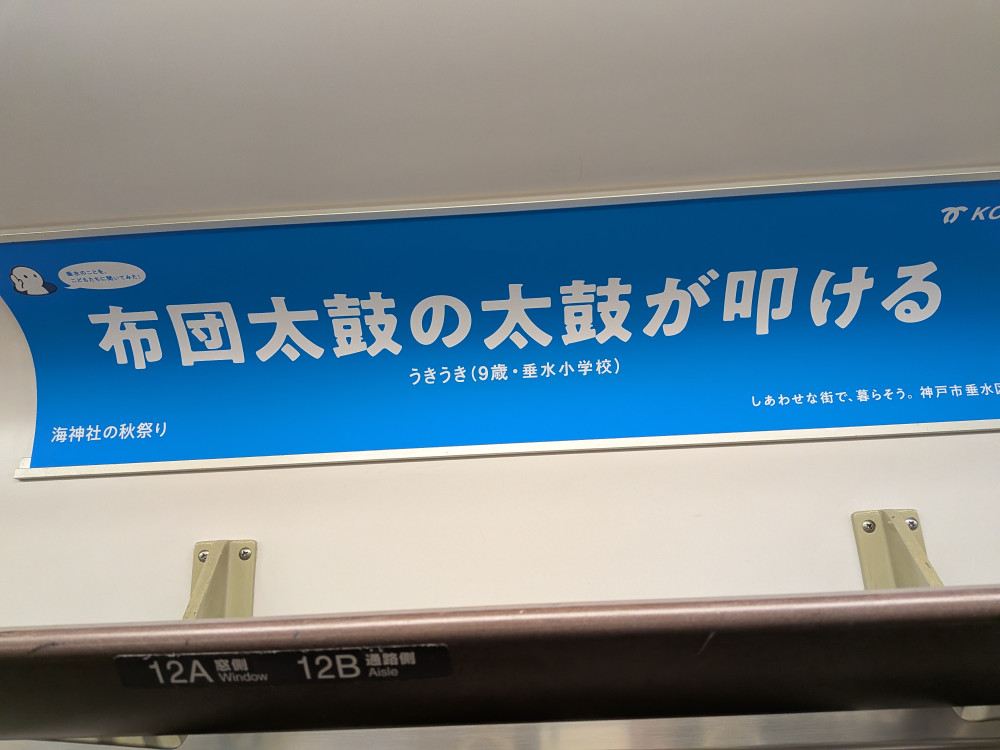 垂水のことを、
こどもたちに聞いてみた!
布団太鼓の太鼓が叩ける
うきうき(9歳・垂水小学校)
海神社の秋祭り
しあわせな街で、暮らそう。神戸市垂水区
12A 窓側 Window 12B 通路側 Aisle